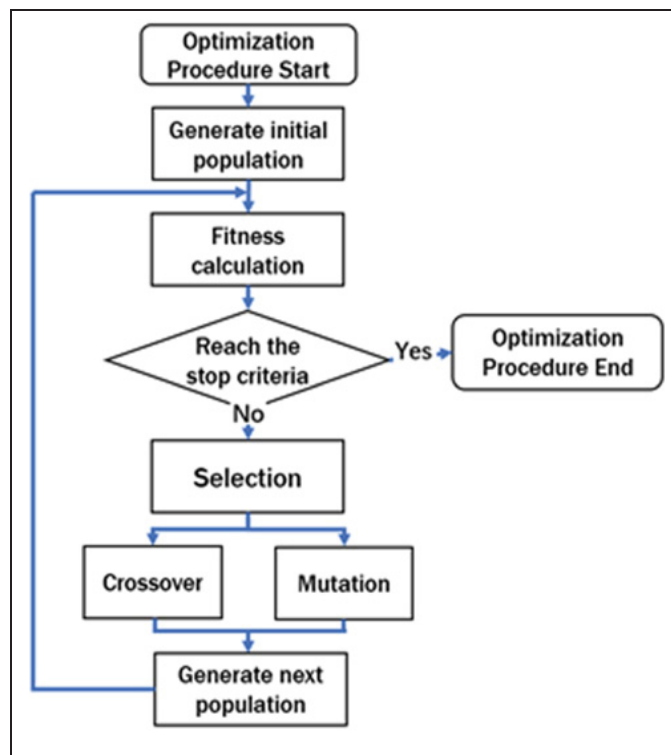 Optimization
Procedure Start
Generate initial
population
Fitness
calculation
Reach the
stop criteria
Yes
Optimization
Procedure End
No
Selection
Crossover
Mutation
Generate next
population